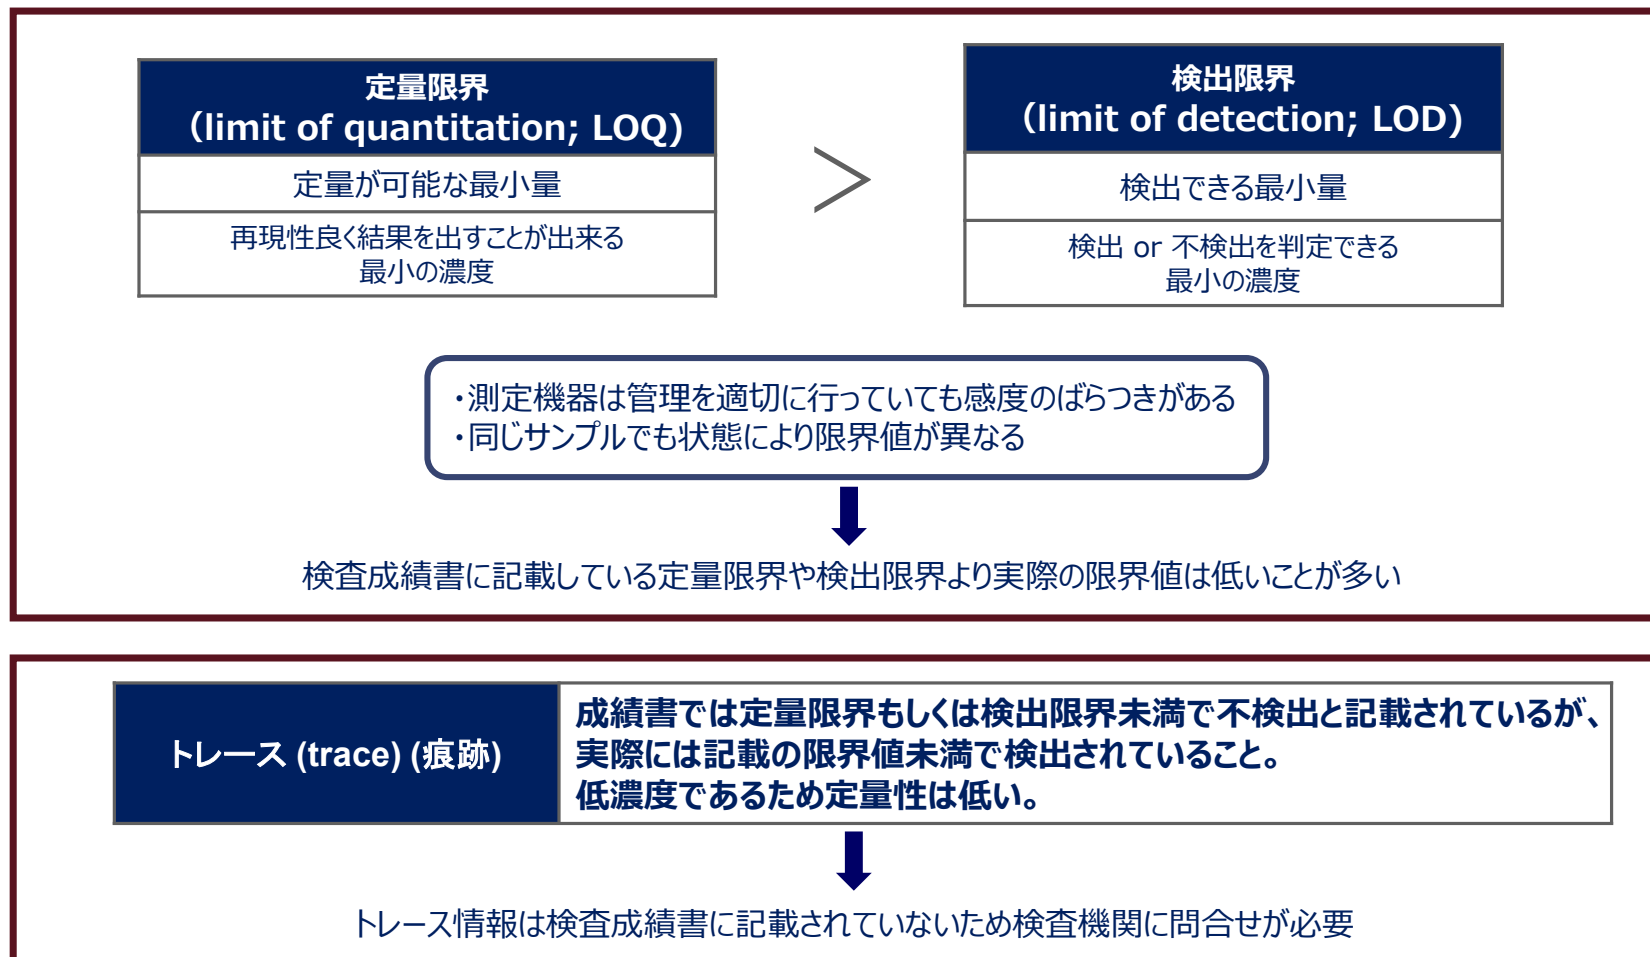 定量限界
(limit of quantitation; LOQ)
定量が可能な最小量
再現性良く結果を出すことが出来る
最小の濃度
>
検出限界
(limit of detection; LOD)
検出できる最小量
検出 or 不検出を判定できる
最小の濃度
・測定機器は管理を適切に行っていても感度のばらつきがある
・同じサンプルでも状態により限界値が異なる
検査成績書に記載している定量限界や検出限界より実際の限界値は低いことが多い
トレース (trace) (痕跡)
成績書では定量限界もしくは検出限界未満で不検出と記載されているが、
実際には記載の限界値未満で検出されていること。
低濃度であるため定量性は低い。
トレース情報は検査成績書に記載されていないため検査機関に問合せが必要